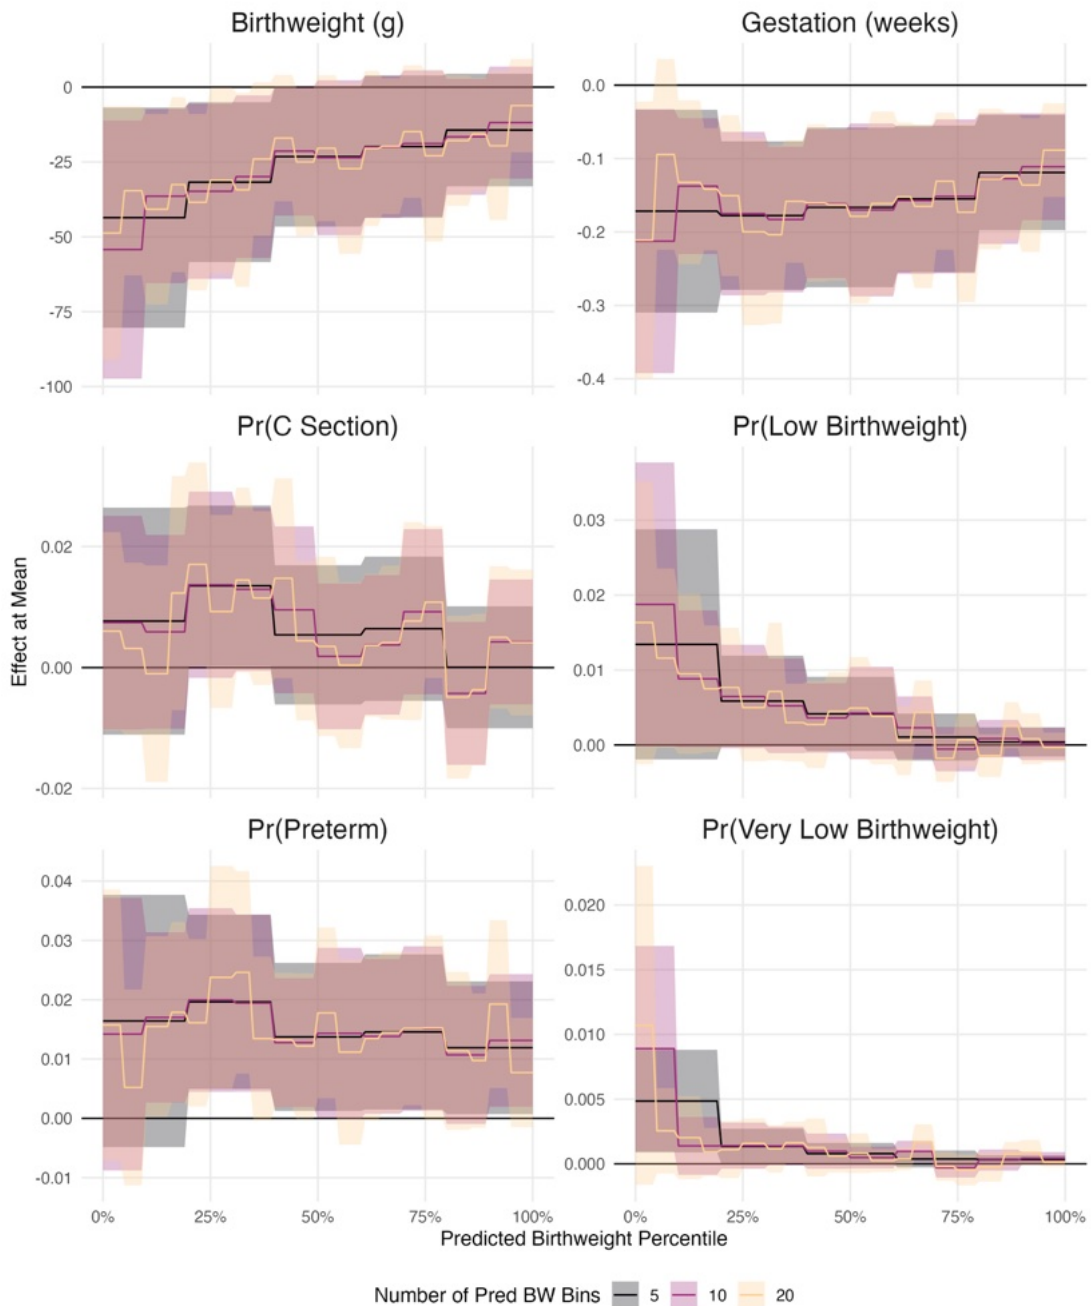 Birthweight (g)
Gestation (weeks)
0
-25
-50
-75
-100
0.0
-0.1
-0.2
-0.3
-0.4
Pr(C Section)
Pr(Low Birthweight)
Effect at Mean
0.02
0.00
-0.02
0.03
0.02
0.01
0.00
Pr(Preterm)
Pr(Very Low Birthweight)
0.04
0.03
0.02
0.01
0.00
-0.01
0.020
0.015
0.010
0.005
0.000
0% 25% 50% 75% 100%
0% 25% 50% 75% 100%
Predicted Birthweight Percentile
Number of Pred BW Bins 5 10 20